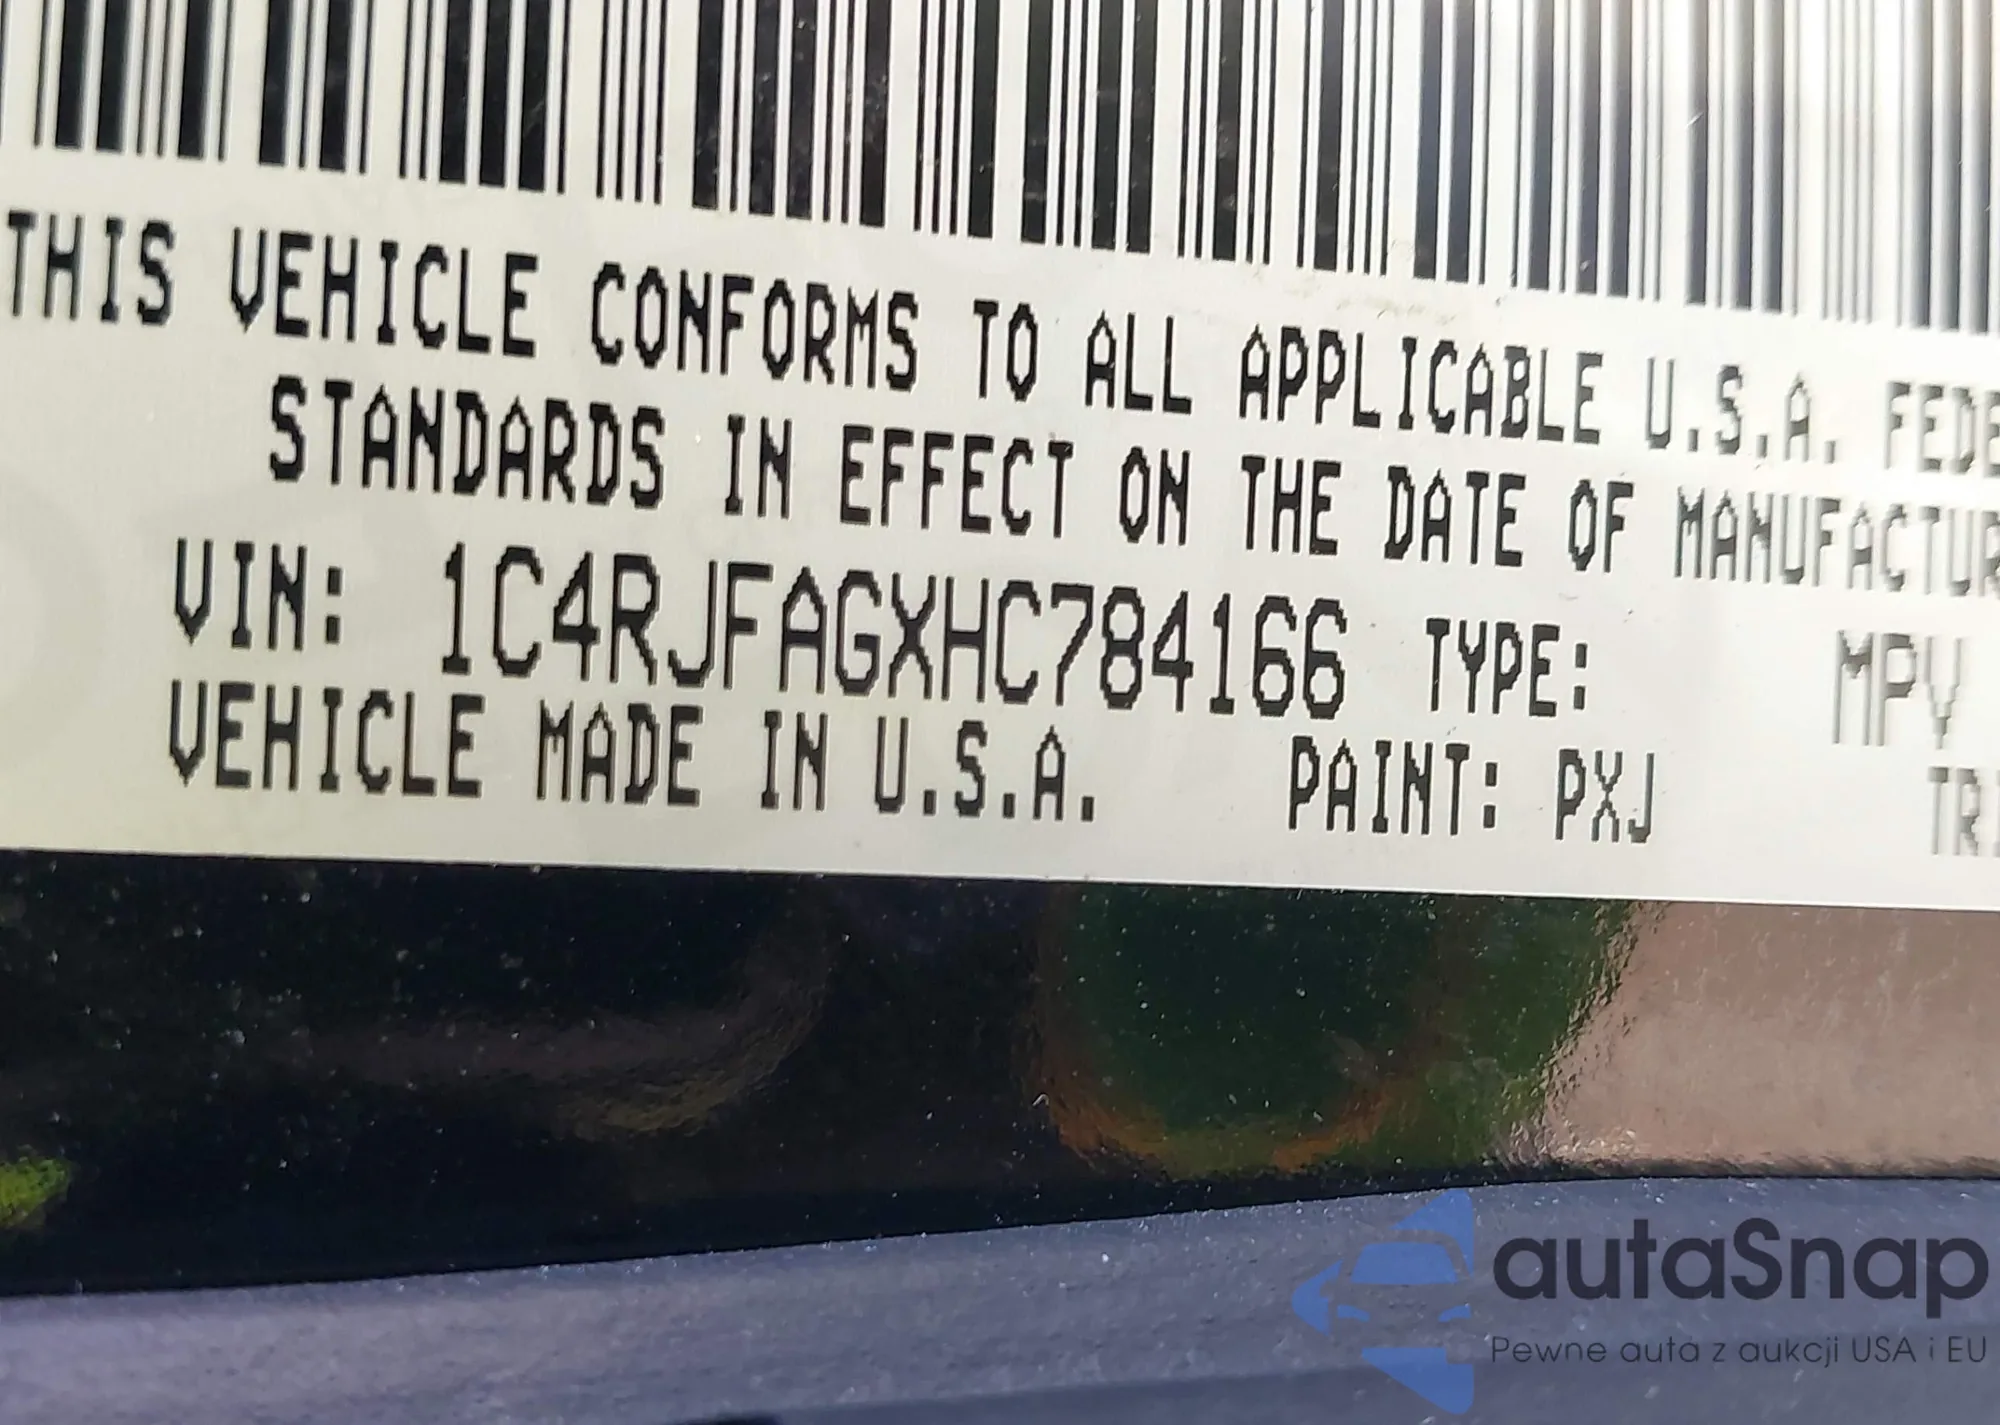 THIS VEHICLE CONFORMS TO ALL APPLICABLE U.S.A. FEDE
STANDARDS IN EFFECT ON THE DATE OF MANUFACTUR
VIN: 1C4RJFAGXHC784166 TYPE: MPV
VEHICLE MADE IN U.S.A. PAINT: PXJ TRI
autaSnap
Pewne auta z aukcji USA i EU